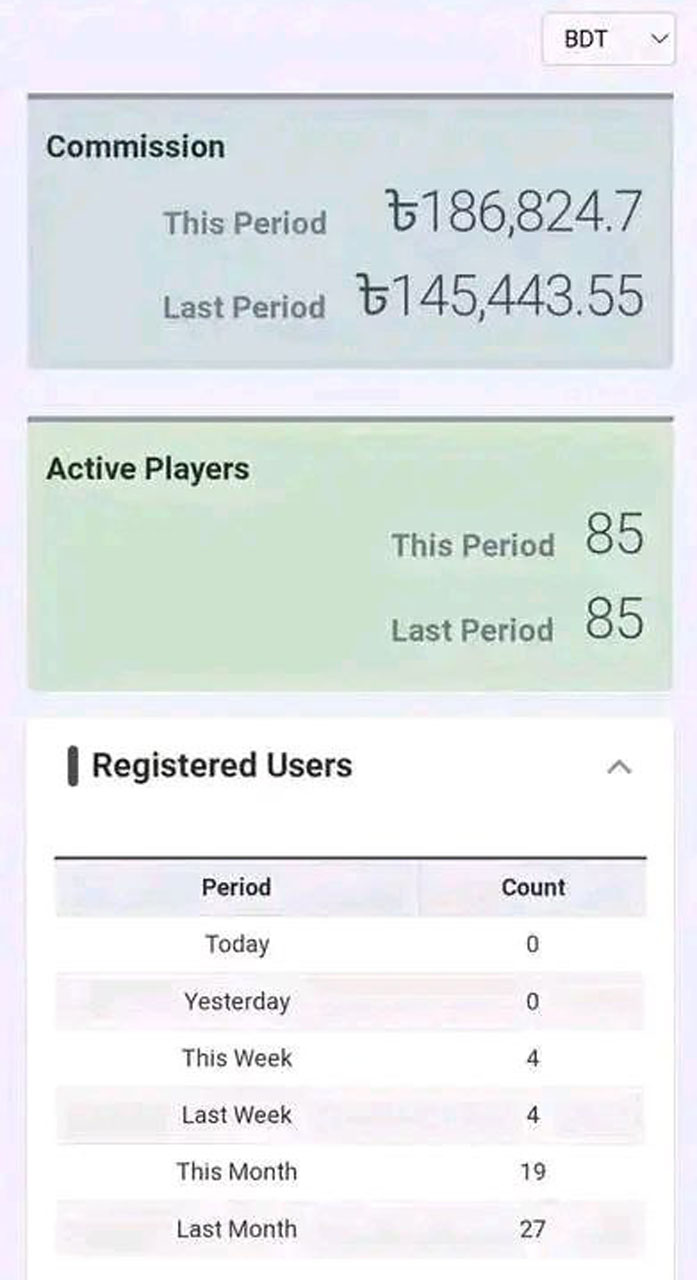 BDT
Commission
This Period ৳186,824.7
Last Period ৳145,443.55
Active Players
This Period 85
Last Period 85
Registered Users
Period Count
Today 0
Yesterday 0
This Week 4
Last Week 4
This Month 19
Last Month 27